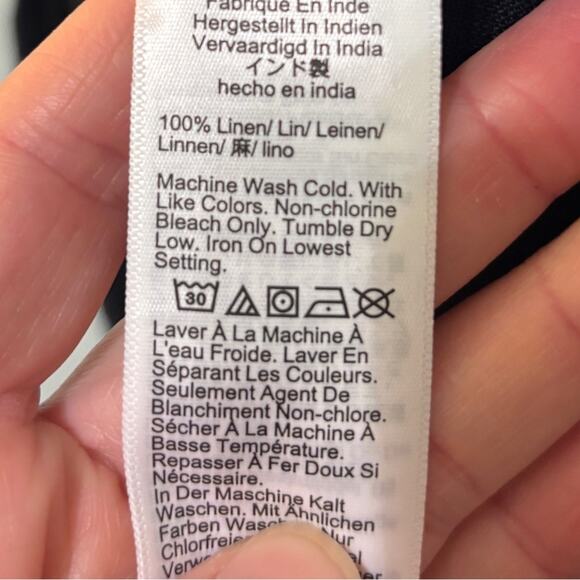 Fabriqué En Inde
Hergestellt In Indien
Vervaardigd In India
インド製
hecho en india
100% Linen/ Lin/ Leinen/
Linnen/ 麻/ lino
Machine Wash Cold. With
Like Colors. Non-chlorine
Bleach Only. Tumble Dry
Low. Iron On Lowest
Setting.
30
Laver À La Machine À
L'eau Froide. Laver En
Séparant Les Couleurs.
Seulement Agent De
Blanchiment Non-chlore.
Sécher À La Machine À
Basse Température.
Repasser À Fer Doux Si
Nécessaire.
In Der Maschine Kalt
Waschen. Mit Ähnlichen
Farben Nur